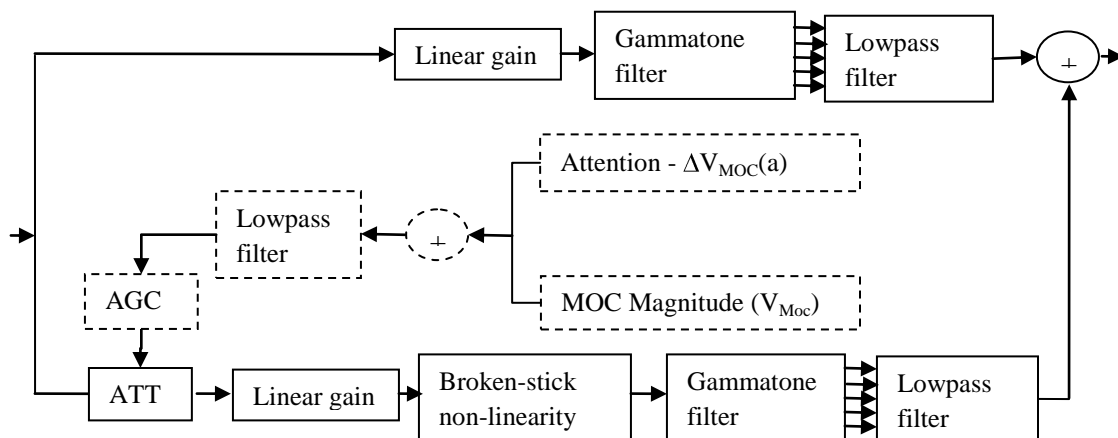 Linear gain
Gammatone
filter
Lowpass
filter
+
Attention - ΔV_MOC(a)
Lowpass
filter
+
AGC
MOC Magnitude (V_Moc)
ATT
Linear gain
Broken-stick
non-linearity
Gammatone
filter
Lowpass
filter